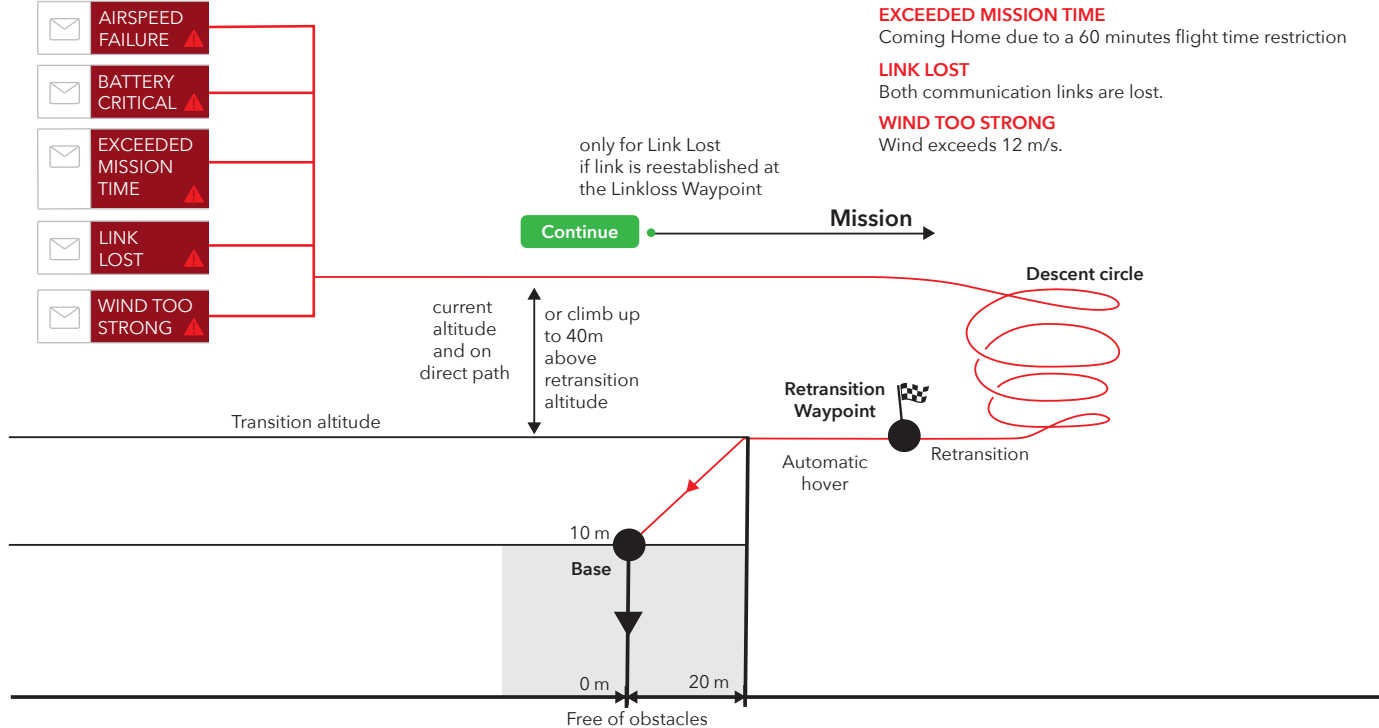 AIRSPEED
FAILURE
BATTERY
CRITICAL
EXCEEDED
MISSION
TIME
LINK
LOST
WIND TOO
STRONG
EXCEEDED MISSION TIME
Coming Home due to a 60 minutes flight time restriction
LINK LOST
Both communication links are lost.
WIND TOO STRONG
Wind exceeds 12 m/s.
only for Link Lost
if link is reestablished at
the Linkloss Waypoint
Continue
Mission
Descent circle
current
altitude
and on
direct path
or climb up
to 40m
above
retransition
altitude
Retransition
Waypoint
Transition altitude
Automatic
hover
Retransition
10 m
Base
0 m
20 m
Free of obstacles